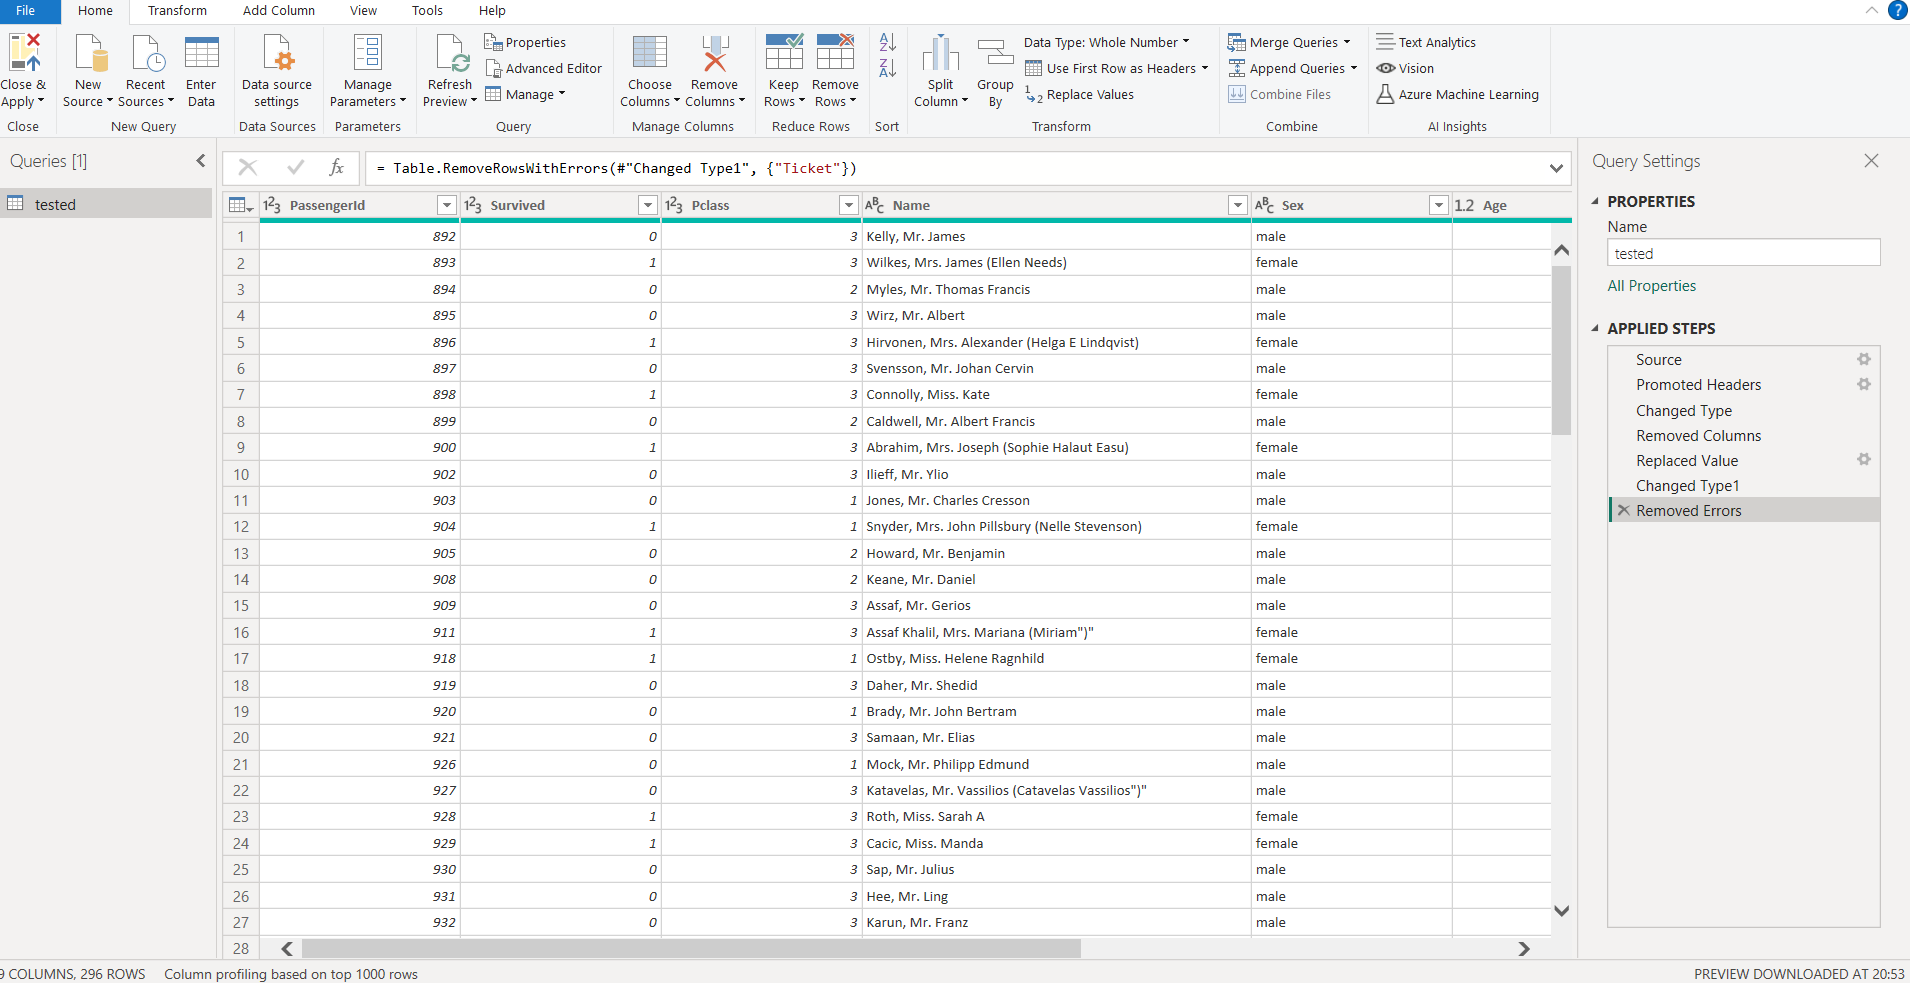 File Home Transform Add Column View Tools Help
Close & Apply
Close
New Source
Recent Sources
Enter Data
New Query
Data source settings
Data Sources
Manage Parameters
Parameters
Refresh Preview
Properties
Advanced Editor
Manage
Query
Choose Columns
Remove Columns
Manage Columns
Keep Rows
Remove Rows
Reduce Rows
Sort
Split Column
Group By
Data Type: Whole Number
Use First Row as Headers
Replace Values
Transform
Merge Queries
Append Queries
Combine Files
Combine
Text Analytics
Vision
Azure Machine Learning
AI Insights
Queries [1]
tested
fx = Table.RemoveRowsWithErrors(#"Changed Type1", {"Ticket"})
123 PassengerId 123 Survived 123 Pclass ABC Name ABC Sex 1.2 Age
1 892 0 3 Kelly, Mr. James male
2 893 1 3 Wilkes, Mrs. James (Ellen Needs) female
3 894 0 2 Myles, Mr. Thomas Francis male
4 895 0 3 Wirz, Mr. Albert male
5 896 1 3 Hirvonen, Mrs. Alexander (Helga E Lindqvist) female
6 897 0 3 Svensson, Mr. Johan Cervin male
7 898 1 3 Connolly, Miss. Kate female
8 899 0 2 Caldwell, Mr. Albert Francis male
9 900 1 3 Abrahim, Mrs. Joseph (Sophie Halaut Easu) female
10 902 0 3 Ilieff, Mr. Ylio male
11 903 0 1 Jones, Mr. Charles Cresson male
12 904 1 1 Snyder, Mrs. John Pillsbury (Nelle Stevenson) female
13 905 0 2 Howard, Mr. Benjamin male
14 908 0 2 Keane, Mr. Daniel male
15 909 0 3 Assaf, Mr. Gerios male
16 911 1 3 Assaf Khalil, Mrs. Mariana (Miriam")" female
17 918 1 1 Ostby, Miss. Helene Ragnhild female
18 919 0 3 Daher, Mr. Shedid male
19 920 0 1 Brady, Mr. John Bertram male
20 921 0 3 Samaan, Mr. Elias male
21 926 0 1 Mock, Mr. Philipp Edmund male
22 927 0 3 Katavelas, Mr. Vassilios (Catavelas Vassilios")" male
23 928 1 3 Roth, Miss. Sarah A female
24 929 1 3 Cacic, Miss. Manda female
25 930 0 3 Sap, Mr. Julius male
26 931 0 3 Hee, Mr. Ling male
27 932 0 3 Karun, Mr. Franz male
28
Query Settings
PROPERTIES
Name
tested
All Properties
APPLIED STEPS
Source
Promoted Headers
Changed Type
Removed Columns
Replaced Value
Changed Type1
Removed Errors
9 COLUMNS, 296 ROWS Column profiling based on top 1000 rows
PREVIEW DOWNLOADED AT 20:53